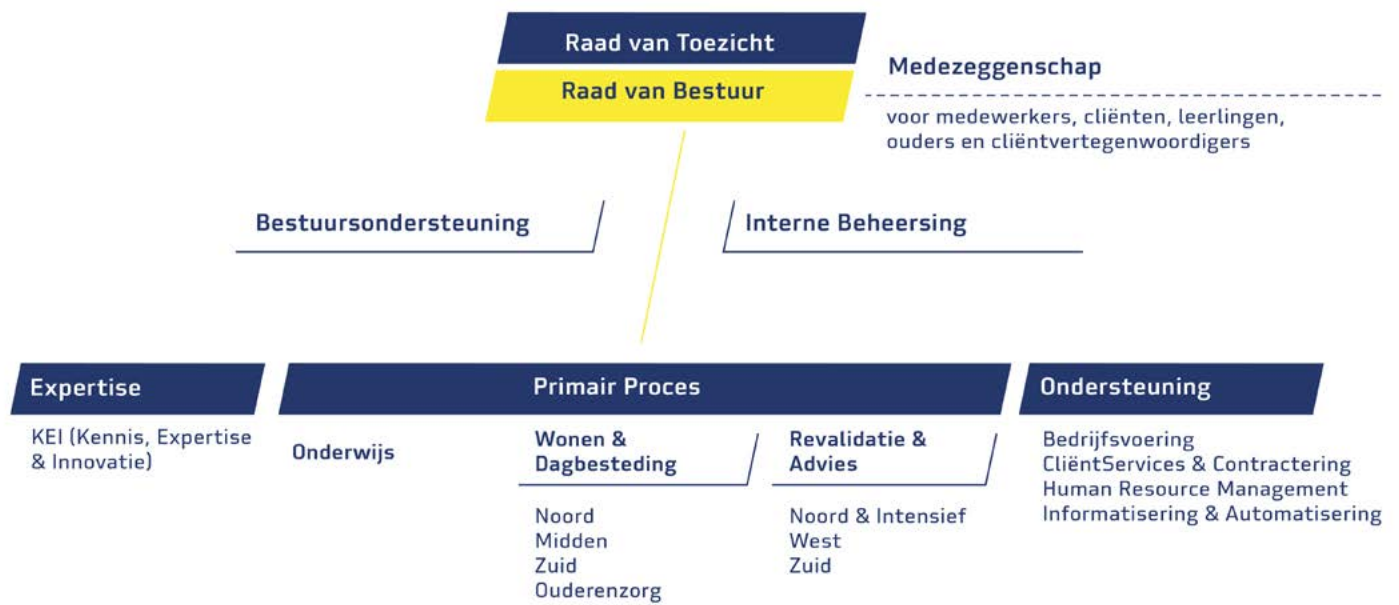 Raad van Toezicht
Raad van Bestuur
Medezeggenschap
voor medewerkers, cliënten, leerlingen,
ouders en cliëntvertegenwoordigers
Bestuursondersteuning
Interne Beheersing
Expertise
KEI (Kennis, Expertise
& Innovatie)
Primair Proces
Onderwijs
Wonen &
Dagbesteding
Noord
Midden
Zuid
Ouderenzorg
Revalidatie &
Advies
Noord & Intensief
West
Zuid
Ondersteuning
Bedrijfsvoering
CliëntServices & Contractering
Human Resource Management
Informatisering & Automatisering